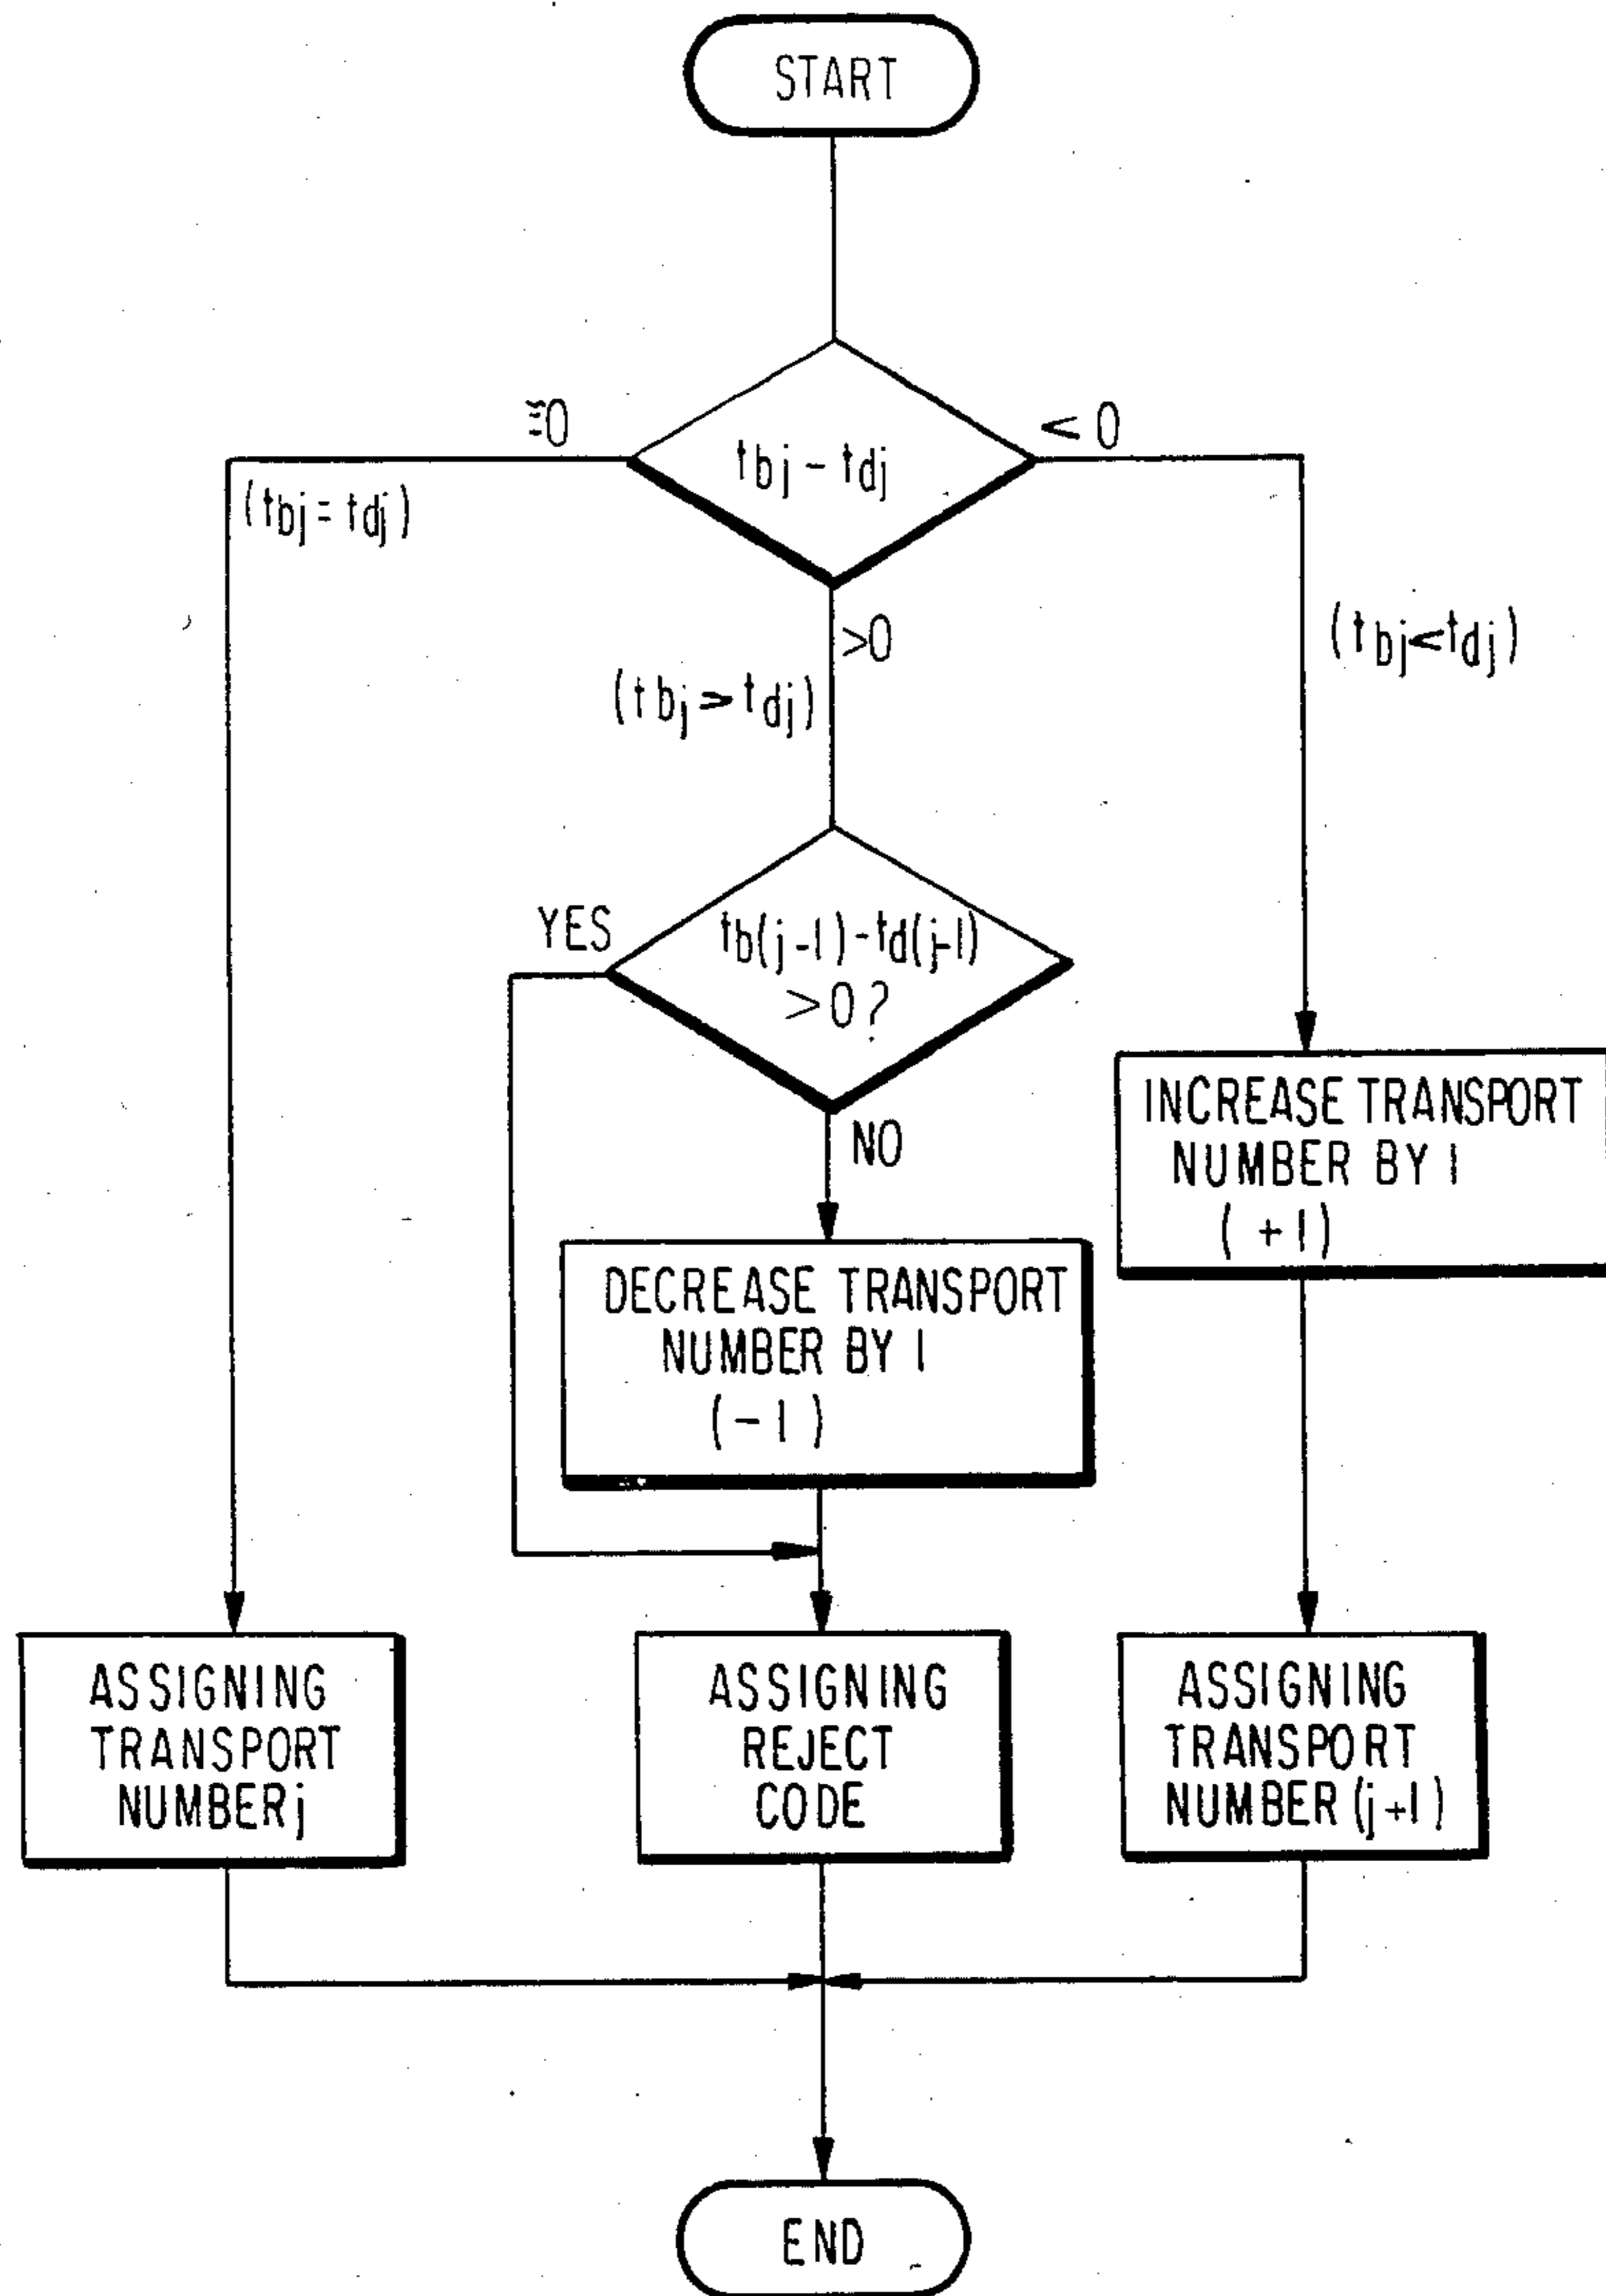 START
≅0
tbj - tdj
< 0
(tbj = tdj)
>0
(tbj > tdj)
(tbj < tdj)
YES
tb(j-1) - td(j-1)
>0?
NO
INCREASE TRANSPORT
NUMBER BY 1
(+1)
DECREASE TRANSPORT
NUMBER BY 1
(-1)
ASSIGNING
TRANSPORT
NUMBER j
ASSIGNING
REJECT
CODE
ASSIGNING
TRANSPORT
NUMBER (j+1)
END